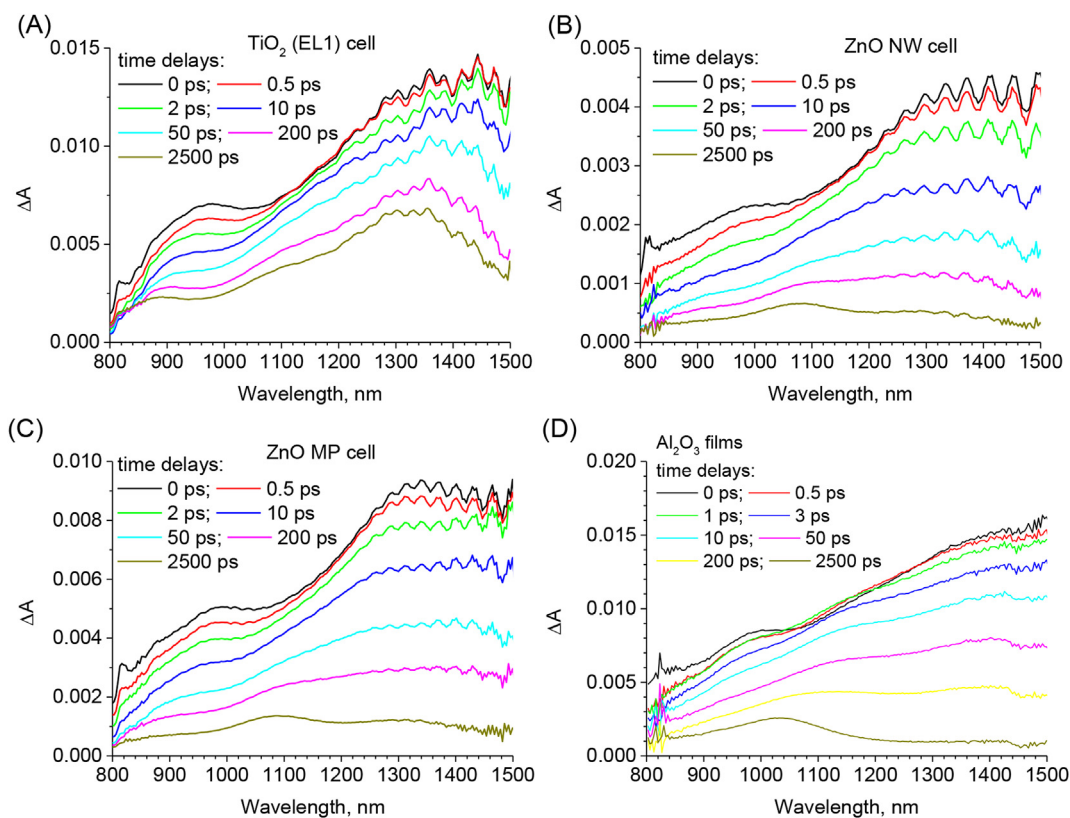 (A)
TiO2 (EL1) cell
time delays:
0 ps; 0.5 ps
2 ps; 10 ps
50 ps; 200 ps
2500 ps
0.015
0.010
0.005
0.000
ΔA
800 900 1000 1100 1200 1300 1400 1500
Wavelength, nm
(B)
ZnO NW cell
time delays:
0 ps; 0.5 ps
2 ps; 10 ps
50 ps; 200 ps
2500 ps
0.005
0.004
0.003
0.002
0.001
0.000
ΔA
800 900 1000 1100 1200 1300 1400 1500
Wavelength, nm
(C)
ZnO MP cell
time delays:
0 ps; 0.5 ps
2 ps; 10 ps
50 ps; 200 ps
2500 ps
0.010
0.008
0.006
0.004
0.002
0.000
ΔA
800 900 1000 1100 1200 1300 1400 1500
Wavelength, nm
(D)
Al2O3 films
time delays:
0 ps; 0.5 ps
1 ps; 3 ps
10 ps; 50 ps
200 ps; 2500 ps
0.020
0.015
0.010
0.005
0.000
ΔA
800 900 1000 1100 1200 1300 1400 1500
Wavelength, nm